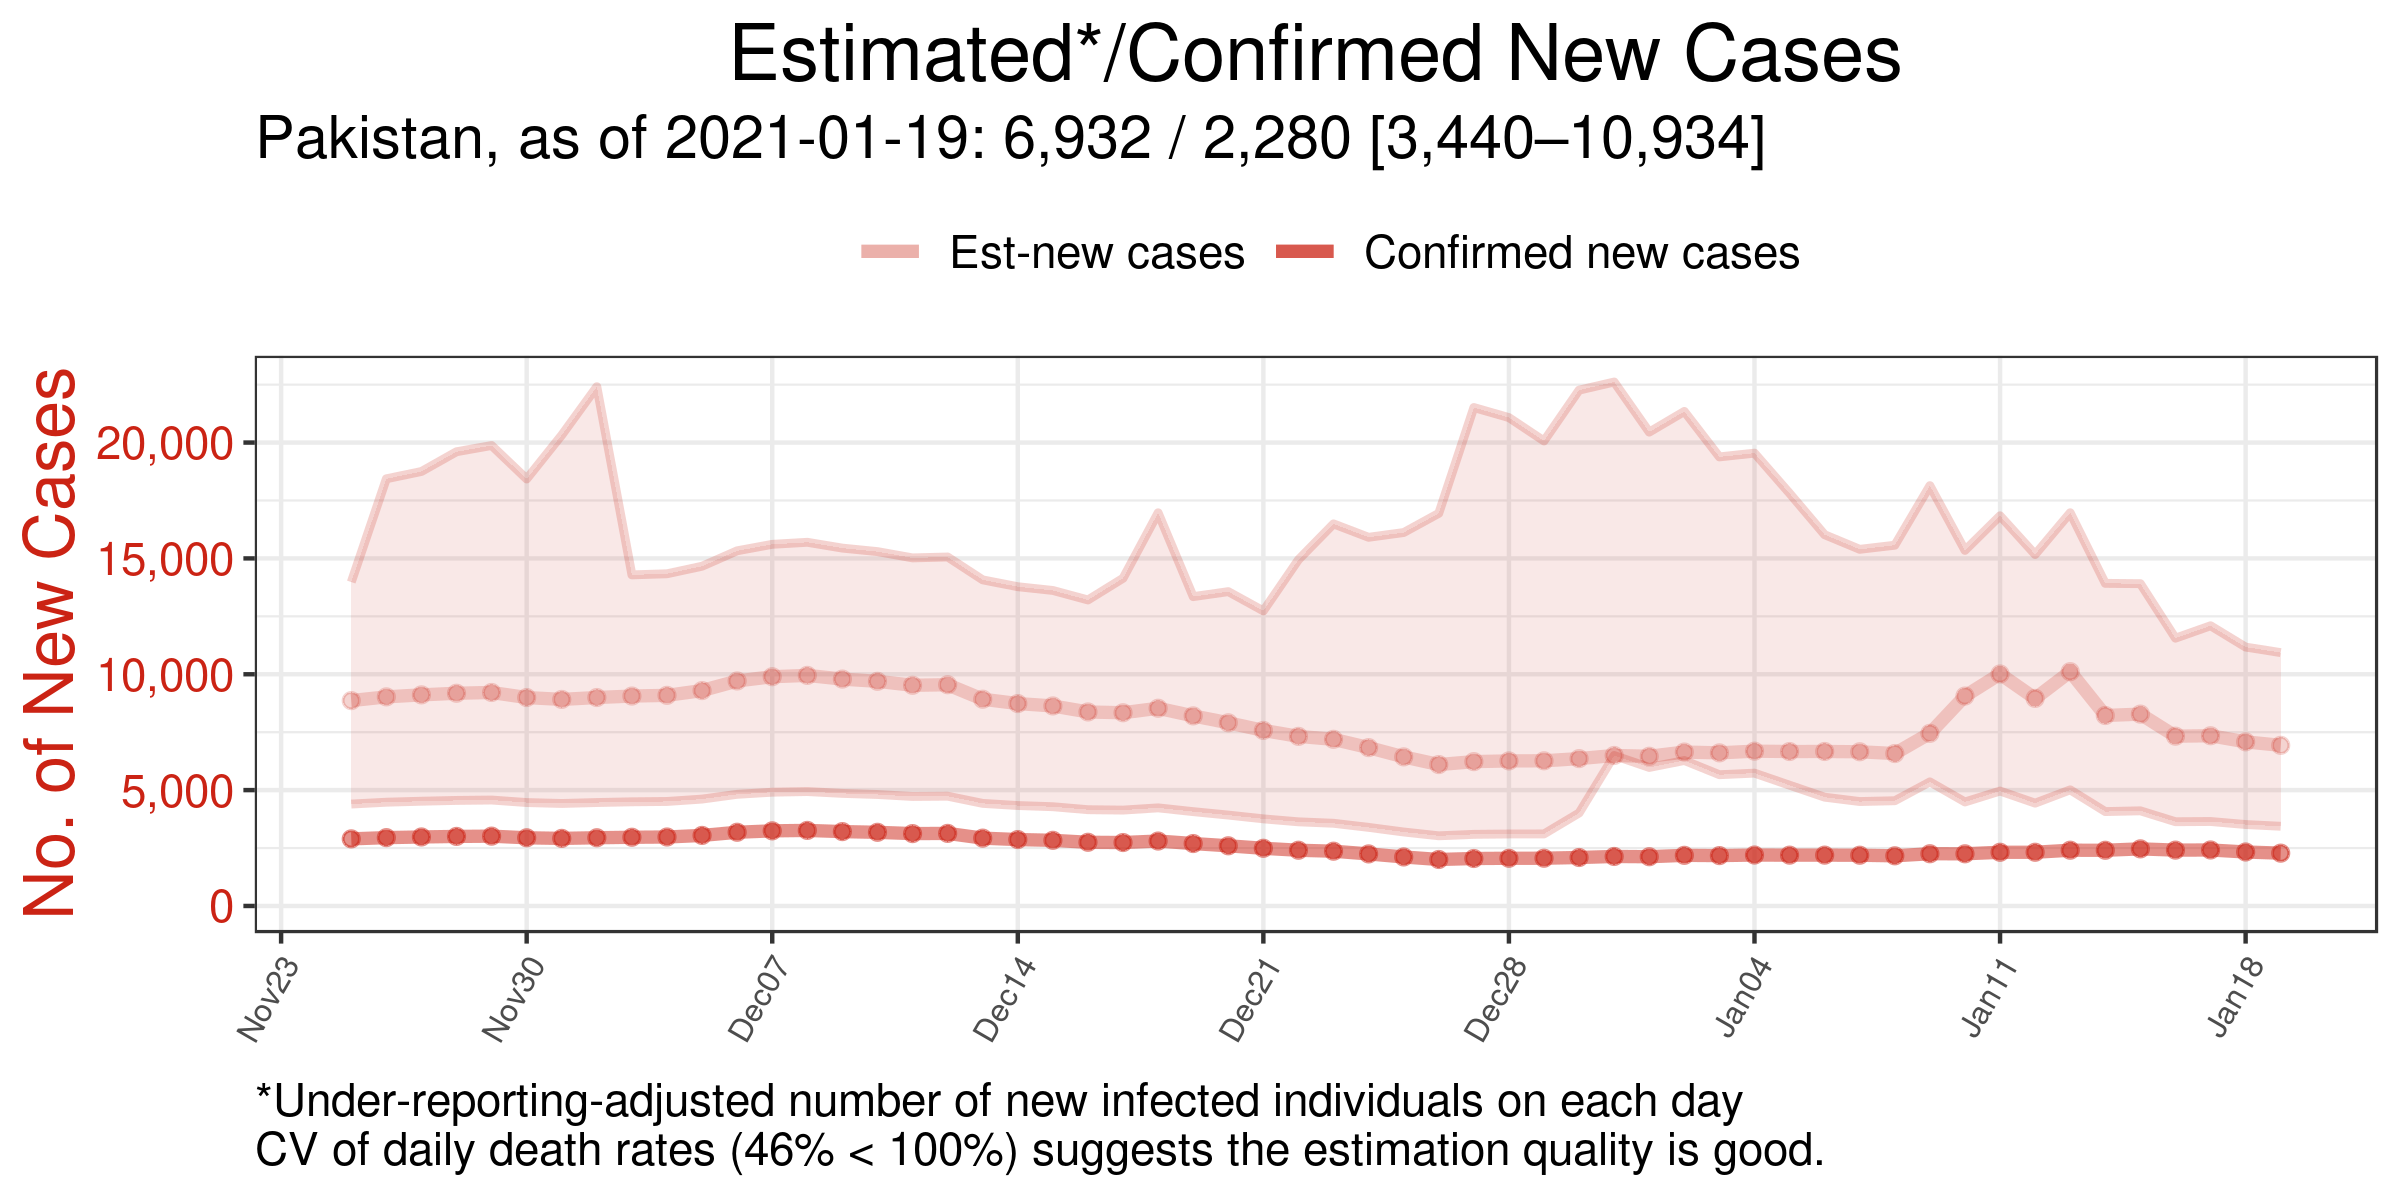 Estimated*/Confirmed New Cases
Pakistan, as of 2021-01-19: 6,932 / 2,280 [3,440–10,934]
Est-new cases Confirmed new cases
No. of New Cases
20,000
15,000
10,000
5,000
0
Nov23 Nov30 Dec07 Dec14 Dec21 Dec28 Jan04 Jan11 Jan18
*Under-reporting-adjusted number of new infected individuals on each day
CV of daily death rates (46% < 100%) suggests the estimation quality is good.